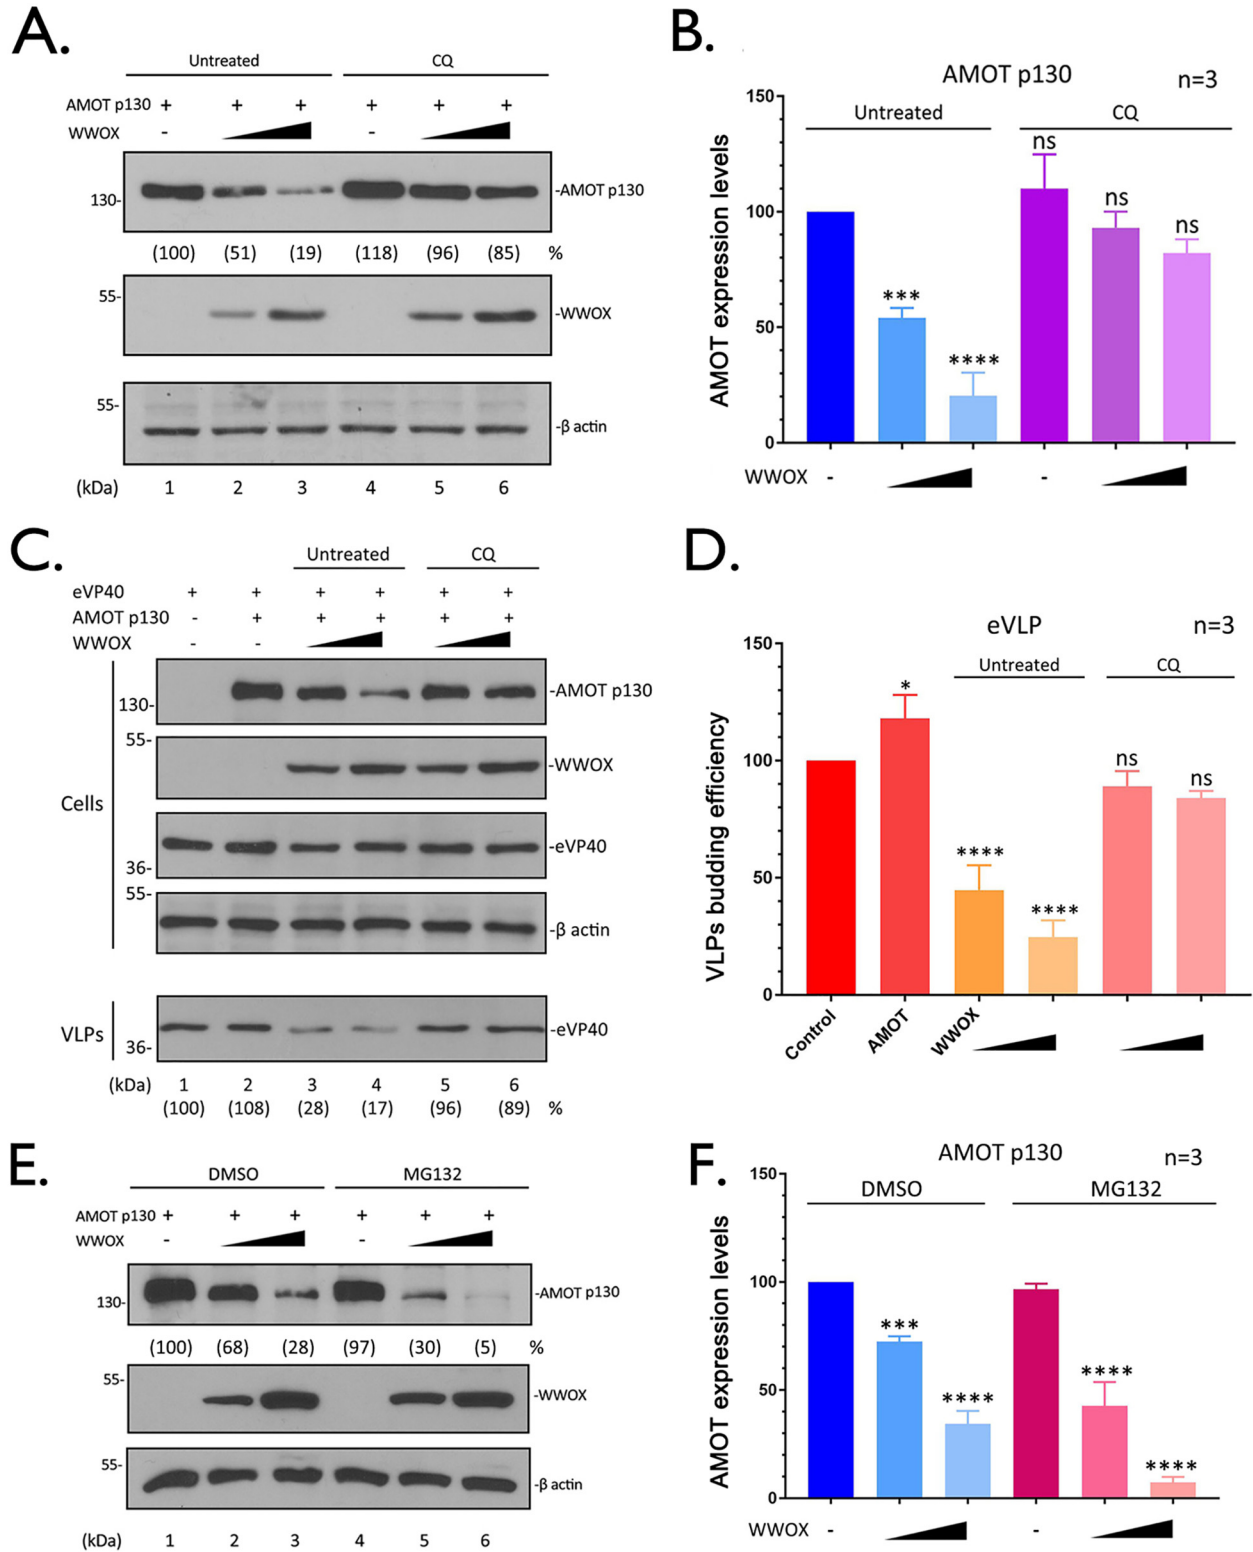 A.
Untreated CQ
AMOT p130 + + + + + +
WWOX - -
130- -AMOT p130
(100) (51) (19) (118) (96) (85) %
55- -WWOX
55- -β actin
(kDa) 1 2 3 4 5 6
B.
AMOT p130 n=3
Untreated CQ
AMOT expression levels
150
100
50
0
*** **** ns ns ns
WWOX - -
C.
Untreated CQ
eVP40 + + + + + +
AMOT p130 - + + + + +
WWOX - -
Cells
130- -AMOT p130
55- -WWOX
36- -eVP40
55- -β actin
VLPs
36- -eVP40
(kDa) 1 2 3 4 5 6
(100) (108) (28) (17) (96) (89) %
D.
eVLP n=3
Untreated CQ
VLPs budding efficiency
150
100
50
0
* **** **** ns ns
Control AMOT WWOX
E.
DMSO MG132
AMOT p130 + + + + + +
WWOX - -
130- -AMOT p130
(100) (68) (28) (97) (30) (5) %
55- -WWOX
55- -β actin
(kDa) 1 2 3 4 5 6
F.
AMOT p130 n=3
DMSO MG132
AMOT expression levels
150
100
50
0
*** **** **** ****
WWOX - -